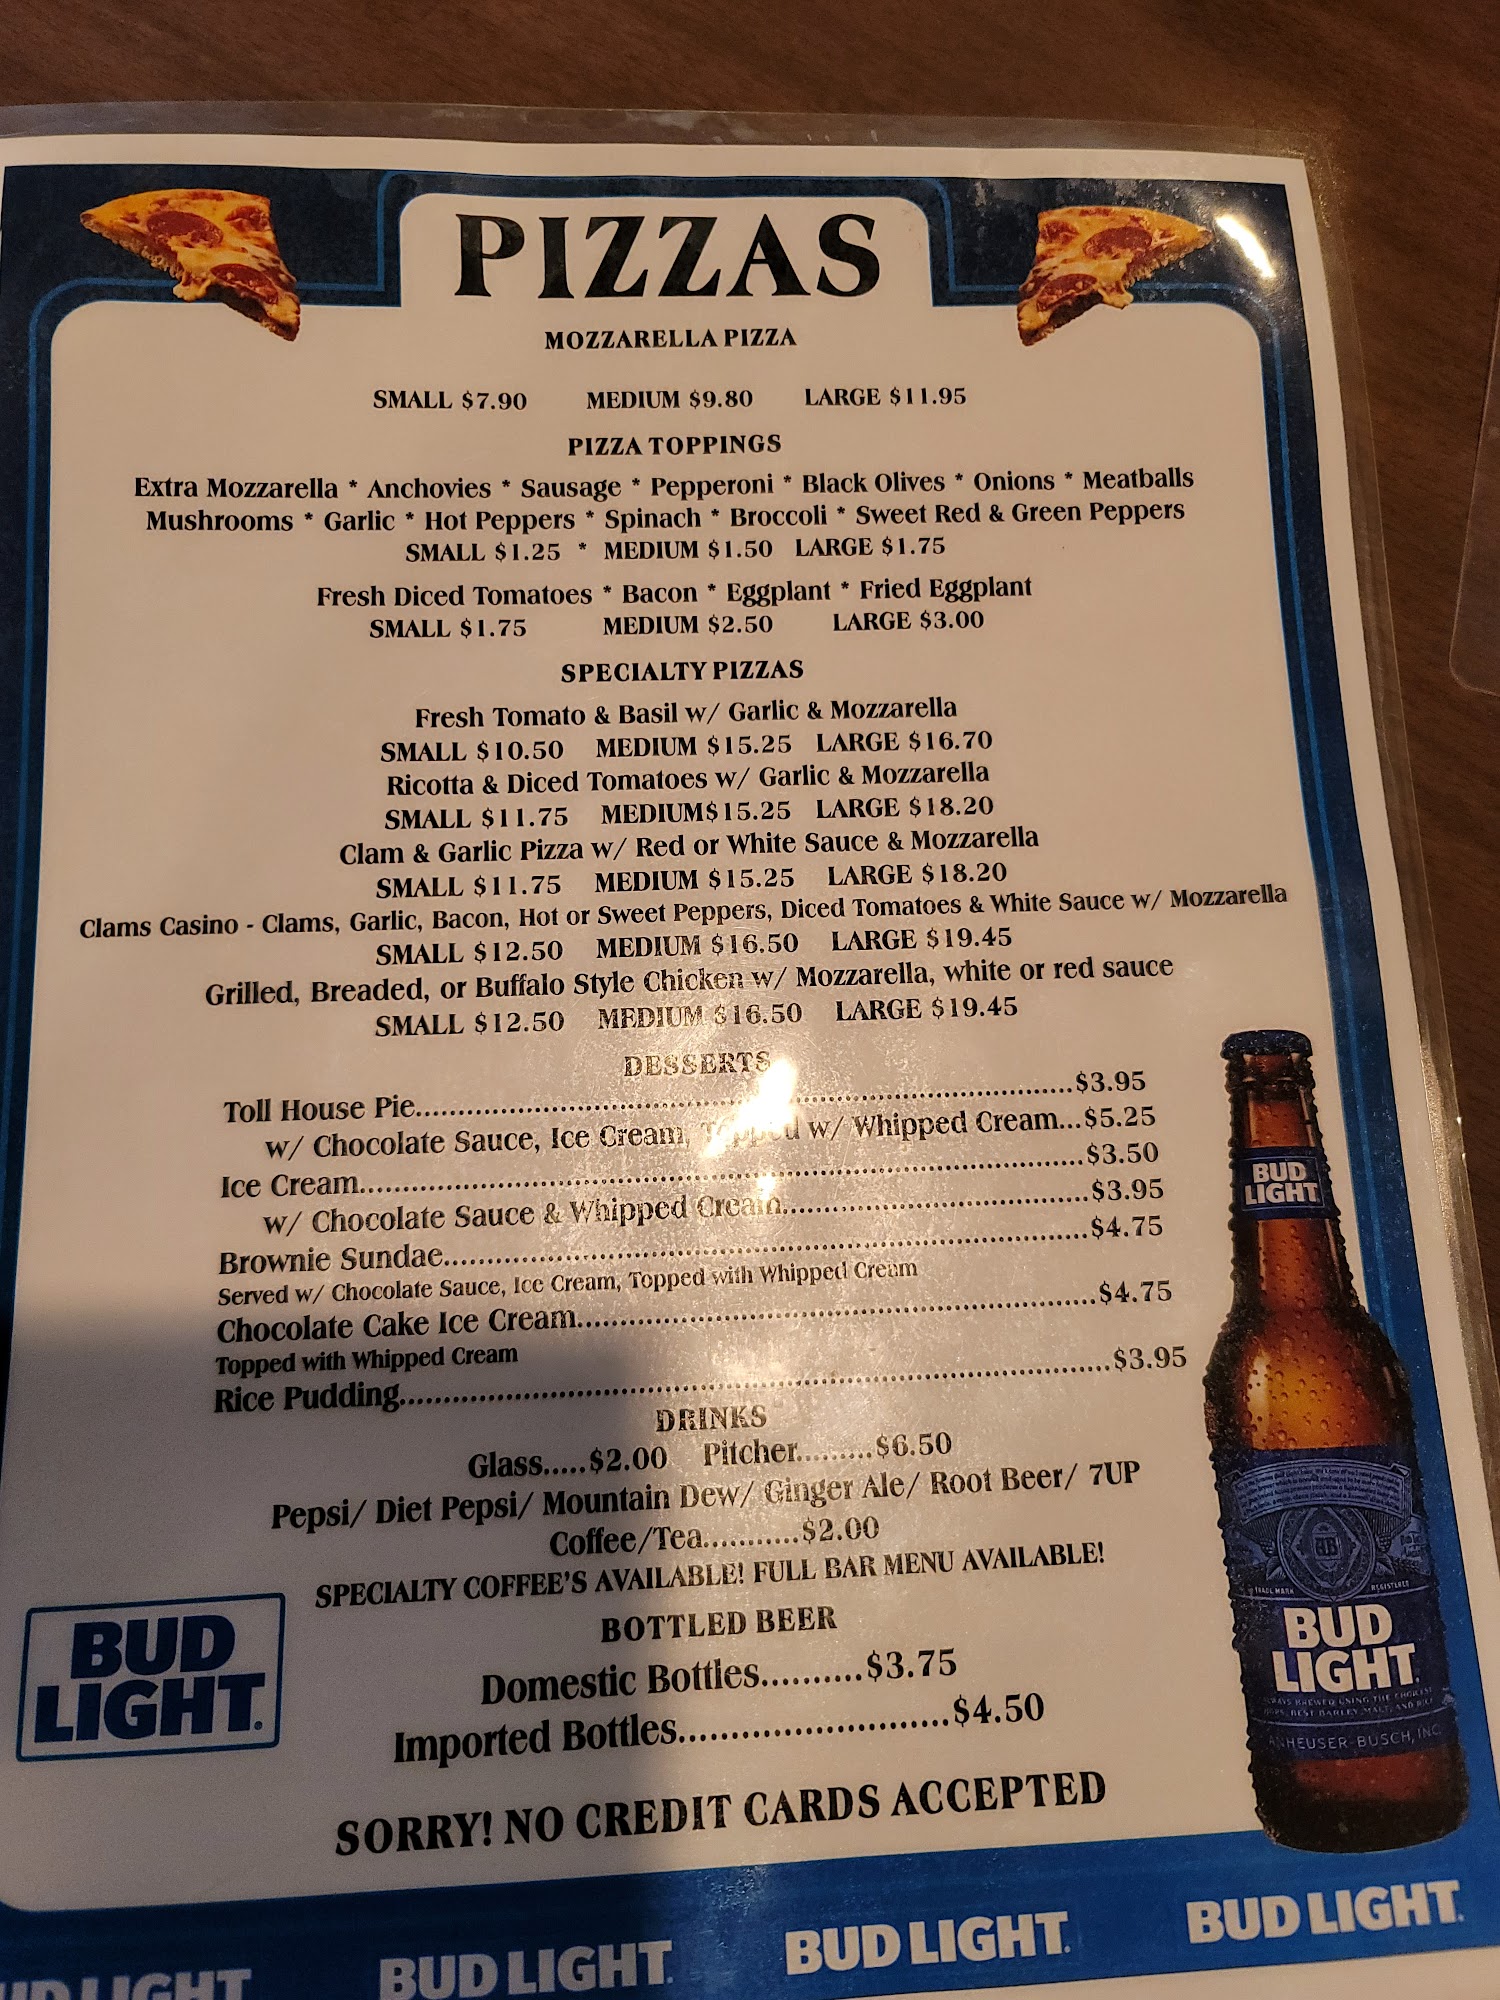 PIZZAS
MOZZARELLA PIZZA
SMALL $7.90 MEDIUM $9.80 LARGE $11.95
PIZZA TOPPINGS
Extra Mozzarella * Anchovies * Sausage * Pepperoni * Black Olives * Onions * Meatballs
Mushrooms * Garlic * Hot Peppers * Spinach * Broccoli * Sweet Red & Green Peppers
SMALL $1.25 * MEDIUM $1.50 LARGE $1.75
Fresh Diced Tomatoes * Bacon * Eggplant * Fried Eggplant
SMALL $1.75 MEDIUM $2.50 LARGE $3.00
SPECIALTY PIZZAS
Fresh Tomato & Basil w/ Garlic & Mozzarella
SMALL $10.50 MEDIUM $15.25 LARGE $16.70
Ricotta & Diced Tomatoes w/ Garlic & Mozzarella
SMALL $11.75 MEDIUM$15.25 LARGE $18.20
Clam & Garlic Pizza w/ Red or White Sauce & Mozzarella
SMALL $11.75 MEDIUM $15.25 LARGE $18.20
Clams Casino - Clams, Garlic, Bacon, Hot or Sweet Peppers, Diced Tomatoes & White Sauce w/ Mozzarella
SMALL $12.50 MEDIUM $16.50 LARGE $19.45
Grilled, Breaded, or Buffalo Style Chicken w/ Mozzarella, white or red sauce
SMALL $12.50 MEDIUM $16.50 LARGE $19.45
DESSERTS
Toll House Pie..........$3.95
w/ Chocolate Sauce, Ice Cream, Topped w/ Whipped Cream...$5.25
Ice Cream..........$3.50
w/ Chocolate Sauce & Whipped Cream..........$3.95
Brownie Sundae..........$4.75
Served w/ Chocolate Sauce, Ice Cream, Topped with Whipped Cream
Chocolate Cake Ice Cream..........$4.75
Topped with Whipped Cream
Rice Pudding..........$3.95
DRINKS
Glass.....$2.00 Pitcher.........$6.50
Pepsi/ Diet Pepsi/ Mountain Dew/ Ginger Ale/ Root Beer/ 7UP
Coffee/Tea...........$2.00
SPECIALTY COFFEE'S AVAILABLE! FULL BAR MENU AVAILABLE!
BOTTLED BEER
Domestic Bottles..........$3.75
Imported Bottles..........$4.50
SORRY! NO CREDIT CARDS ACCEPTED
BUD
LIGHT
BUD
LIGHT.
TRADE MARK REGISTERED
BUD
LIGHT
ANHEUSER-BUSCH, INC.
BUD LIGHT BUD LIGHT. BUD LIGHT. BUD LIGHT.